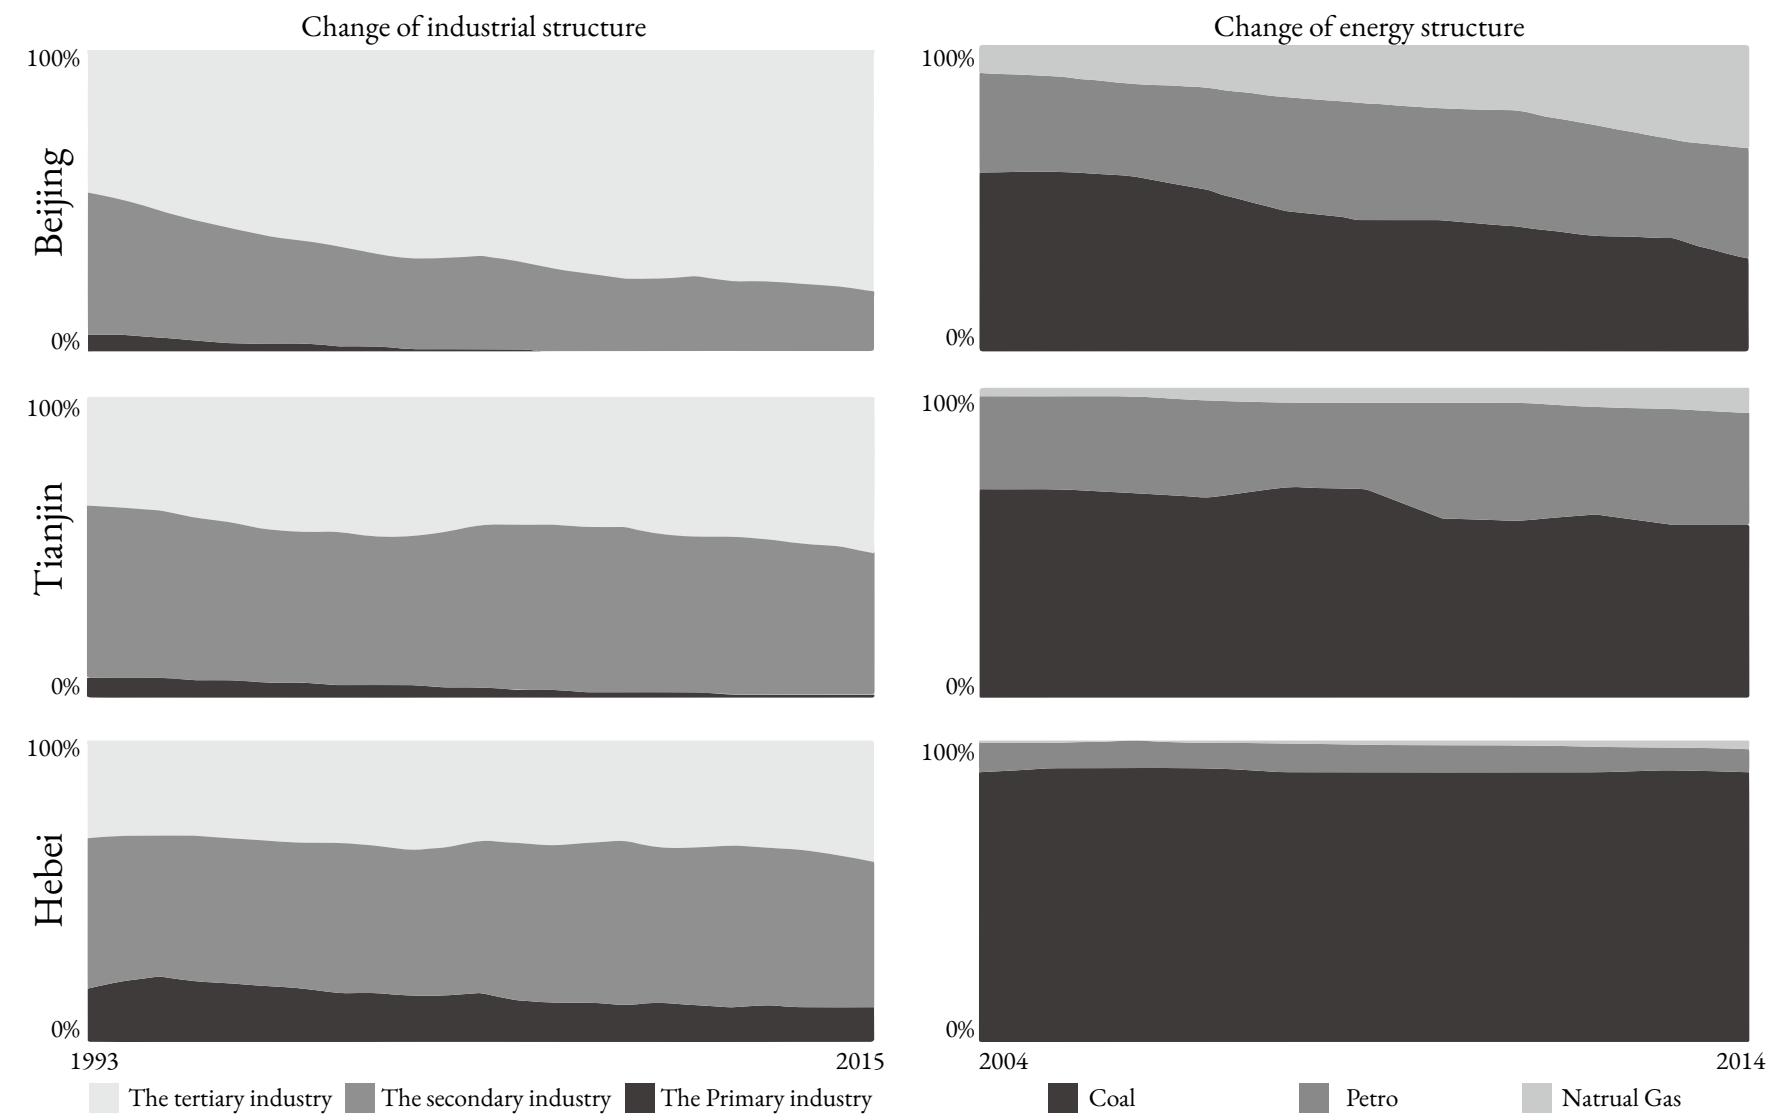 Change of industrial structure
Change of energy structure
100%
100%
Beijing
0%
0%
100%
100%
Tianjin
0%
0%
100%
100%
Hebei
0%
0%
1993
2015
2004
2014
The tertiary industry
The secondary industry
The Primary industry
Coal
Petro
Natrual Gas